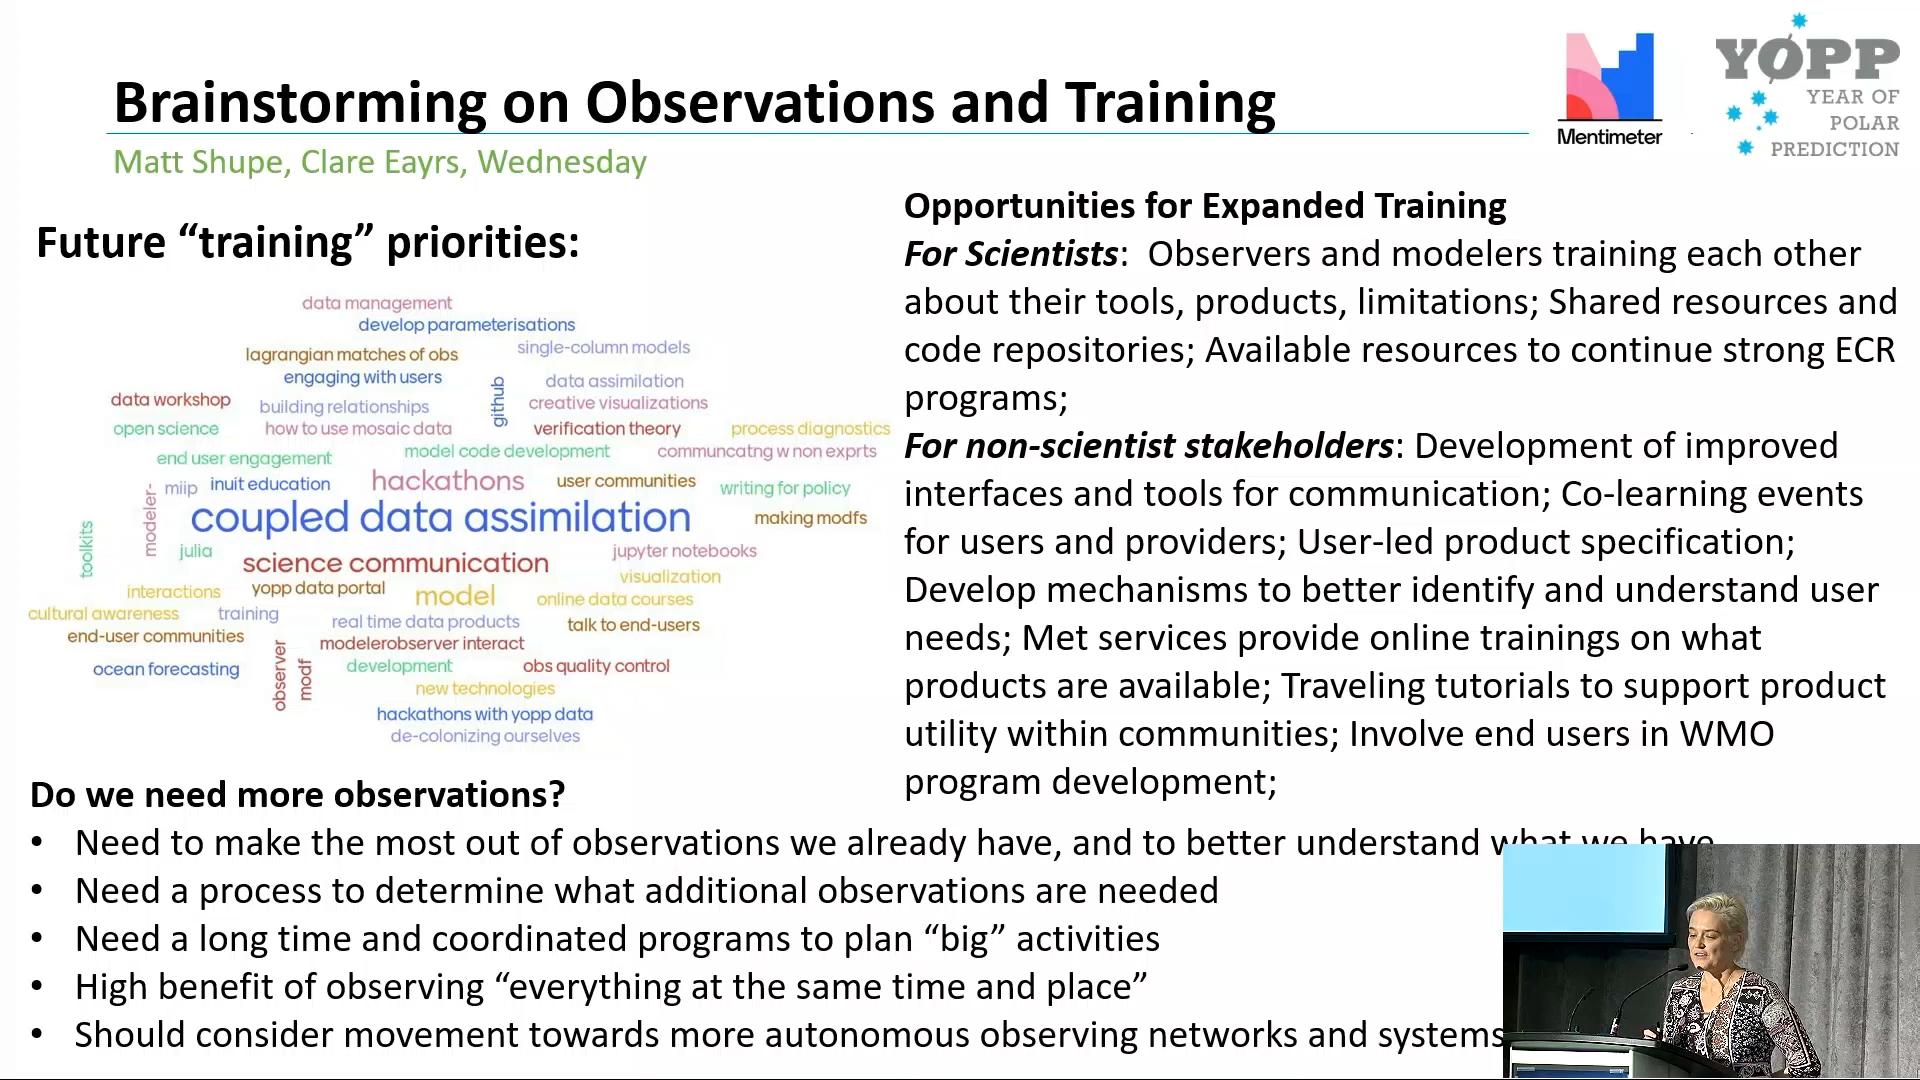 Brainstorming on Observations and Training
Mentimeter
YOPP
YEAR OF
POLAR
PREDICTION
Matt Shupe, Clare Eayrs, Wednesday
Future “training” priorities:
data management
develop parameterisations
lagrangian matches of obs
single-column models
engaging with users
github
data assimilation
data workshop
building relationships
creative visualizations
open science
how to use mosaic data
verification theory
process diagnostics
end user engagement
model code development
communcatng w non exprts
modeler-
miip
inuit education
hackathons
user communities
writing for policy
coupled data assimilation
making modfs
toolkits
julia
science communication
jupyter notebooks
interactions
yopp data portal
model
visualization
online data courses
cultural awareness
training
real time data products
talk to end-users
end-user communities
modelerobserver interact
ocean forecasting
observer
modf
development
obs quality control
new technologies
hackathons with yopp data
de-colonizing ourselves
Opportunities for Expanded Training
For Scientists:  Observers and modelers training each other
about their tools, products, limitations; Shared resources and
code repositories; Available resources to continue strong ECR
programs;
For non-scientist stakeholders: Development of improved
interfaces and tools for communication; Co-learning events
for users and providers; User-led product specification;
Develop mechanisms to better identify and understand user
needs; Met services provide online trainings on what
products are available; Traveling tutorials to support product
utility within communities; Involve end users in WMO
program development;
Do we need more observations?
• Need to make the most out of observations we already have, and to better understand what we have
• Need a process to determine what additional observations are needed
• Need a long time and coordinated programs to plan “big” activities
• High benefit of observing “everything at the same time and place”
• Should consider movement towards more autonomous observing networks and systems